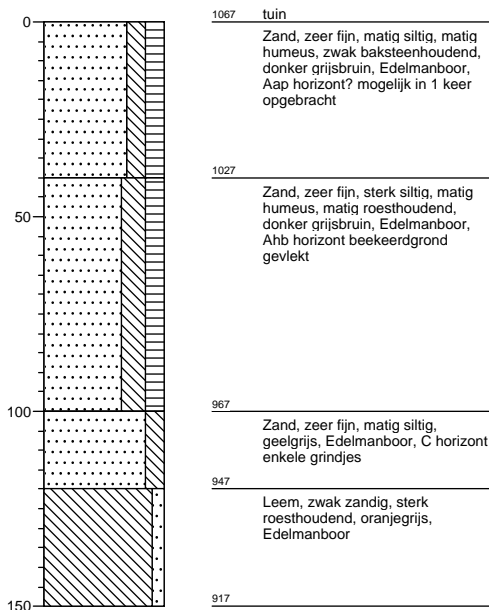 0
50
100
150
1067 tuin
Zand, zeer fijn, matig siltig, matig
humeus, zwak baksteenhoudend,
donker grijsbruin, Edelmanboor,
Aap horizont? mogelijk in 1 keer
opgebracht
1027
Zand, zeer fijn, sterk siltig, matig
humeus, matig roesthoudend,
donker grijsbruin, Edelmanboor,
Ahb horizont beekeerdgrond
gevlekt
967
Zand, zeer fijn, matig siltig,
geelgrijs, Edelmanboor, C horizont
enkele grindjes
947
Leem, zwak zandig, sterk
roesthoudend, oranjegrijs,
Edelmanboor
917